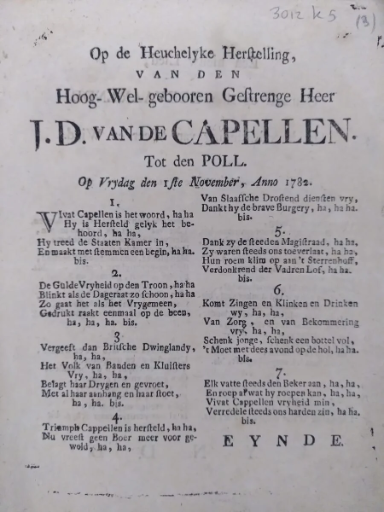 3012 k 5
(3)
Op de Heuchelyke Herstelling,
VAN DEN
Hoog-Wel-gebooren Gestrenge Heer
J. D. VAN DE CAPELLEN.
Tot den POLL.
Op Vrydag den 1ste November, Anno 1782.
1.
VIvat Capellen is het woord, ha ha
Hy is Hersteld gelyk het be-
hoord, ha ha,
Hy treed de Staaten Kamer in,
En maakt met stemmen een begin, ha ha.
bis.
2.
De Gulde Vryheid op den Troon, ha ha
Blinkt als de Dageraat zo schoon, ha ha
Zo gaat het als het Vrygemeen,
Gedrukt raakt eenmaal op de been,
ha, ha, ha. bis.
3
Vergeeft dan Britsche Dwinglandy,
ha, ha,
Het Volk van Banden en Kluisters
Vry, ha, ha,
Belagt haar Drygen en gevroet,
Met al haar aanhang en haar stoet,
ha, ha. bis.
4.
Triumph Cappellen is hersteld, ha ha,
Nu vreest geen Boer meer voor ge-
wold, ha, ha,
Van Slaafsche Drostend diensten vry,
Dankt hy de brave Burgery, ha, ha ha.
bis.
5.
Dank zy de steeden Magistraad, ha ha,
Zy waren steeds ons toeverlaat, ha ha,
Hun roem klim op aan't Sterrenhoff,
Verdonkrend der Vadren Lof, ha ha ha.
bis.
6.
Komt Zingen en Klinken en Drinken
wy, ha, ha,
Van Zorg, en van Bekommering
vry, ha, ha,
Schenk jonge, schenk een bottel vol,
't Moet met dees avond op de hol, ha ha
bis.
7.
Elk vatte steeds den Beker aan, ha, ha,
En roep al wat hy roepen kan, ha, ha,
Vivat Cappellen vryheid min,
Verredele steeds ons harden zin, ha ha.
bis.
EYNDE.